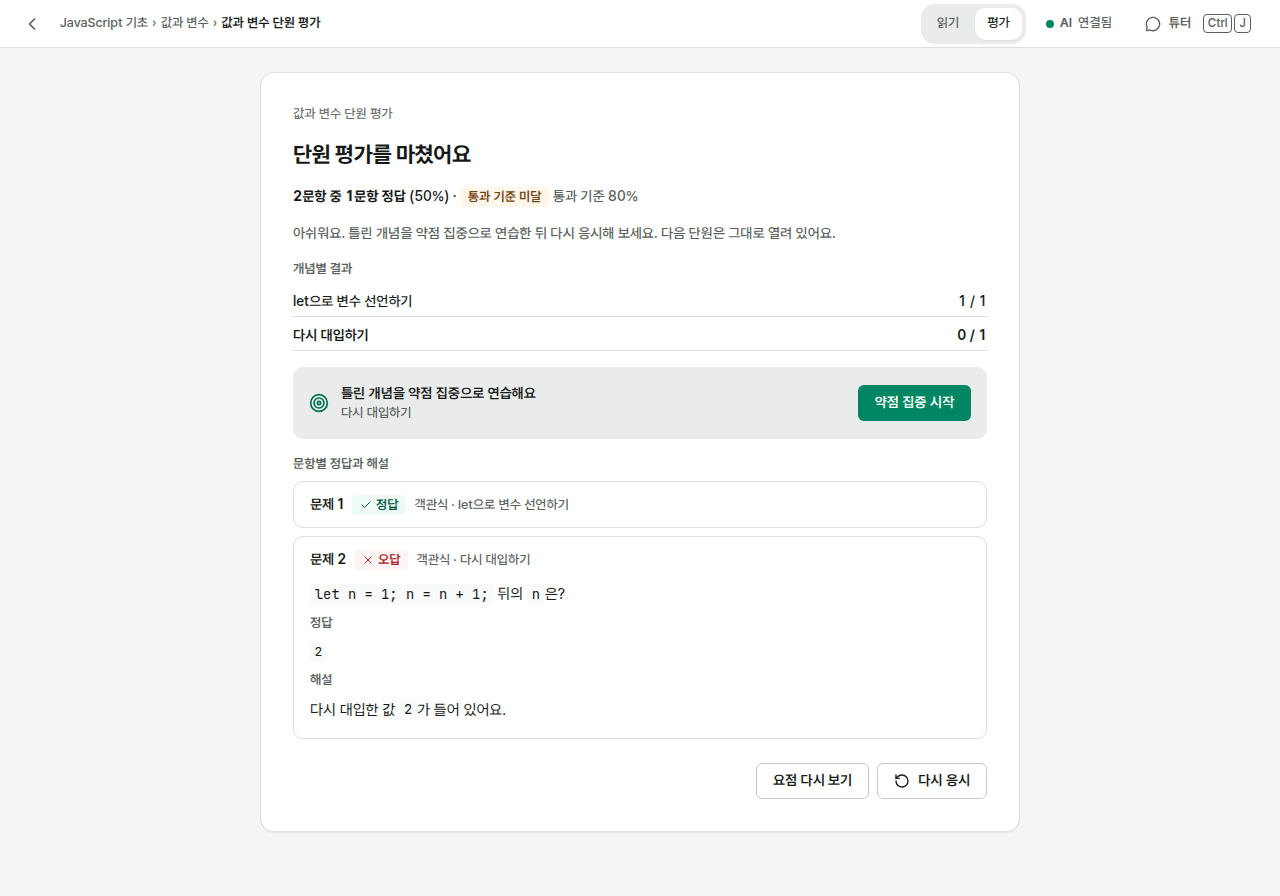 JavaScript 기초 › 값과 변수 › 값과 변수 단원 평가
읽기 평가 AI 연결됨 튜터 Ctrl J
값과 변수 단원 평가
단원 평가를 마쳤어요
2문항 중 1문항 정답 (50%) · 통과 기준 미달 통과 기준 80%
아쉬워요. 틀린 개념을 약점 집중으로 연습한 뒤 다시 응시해 보세요. 다음 단원은 그대로 열려 있어요.
개념별 결과
let으로 변수 선언하기 1 / 1
다시 대입하기 0 / 1
틀린 개념을 약점 집중으로 연습해요
다시 대입하기
약점 집중 시작
문항별 정답과 해설
문제 1 정답 객관식 · let으로 변수 선언하기
문제 2 오답 객관식 · 다시 대입하기
let n = 1; n = n + 1; 뒤의 n은?
정답
2
해설
다시 대입한 값 2가 들어 있어요.
요점 다시 보기 다시 응시